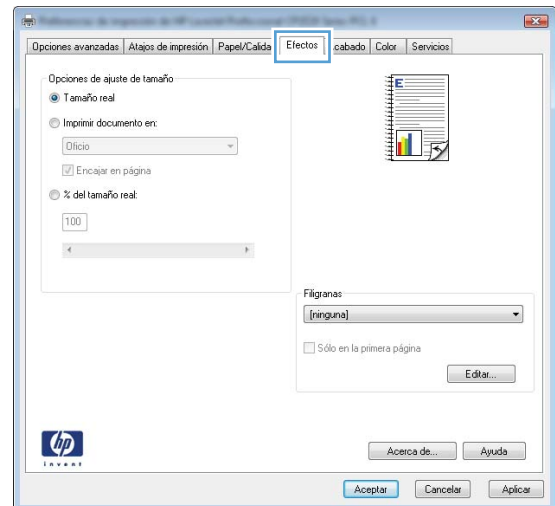 Opciones avanzadas Atajos de impresión Papel/Calida Efectos cabado Color Servicios
Opciones de ajuste de tamaño
Tamaño real
Imprimir documento en:
Oficio
Encajar en página
% del tamaño real:
100
E
Filigranas
[ninguna]
Sólo en la primera página
Editar...
hp
invent
Acerca de... Ayuda
Aceptar Cancelar Aplicar